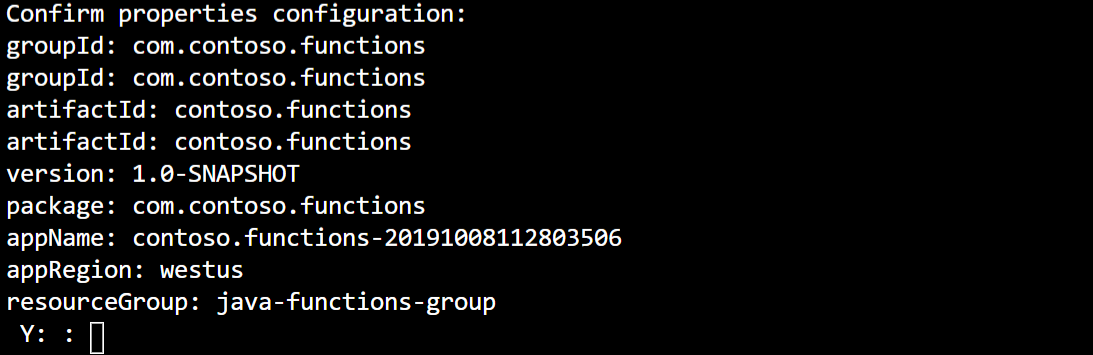 Confirm properties configuration:
groupId: com.contoso.functions
groupId: com.contoso.functions
artifactId: contoso.functions
artifactId: contoso.functions
version: 1.0-SNAPSHOT
package: com.contoso.functions
appName: contoso.functions-20191008112803506
appRegion: westus
resourceGroup: java-functions-group
 Y: :